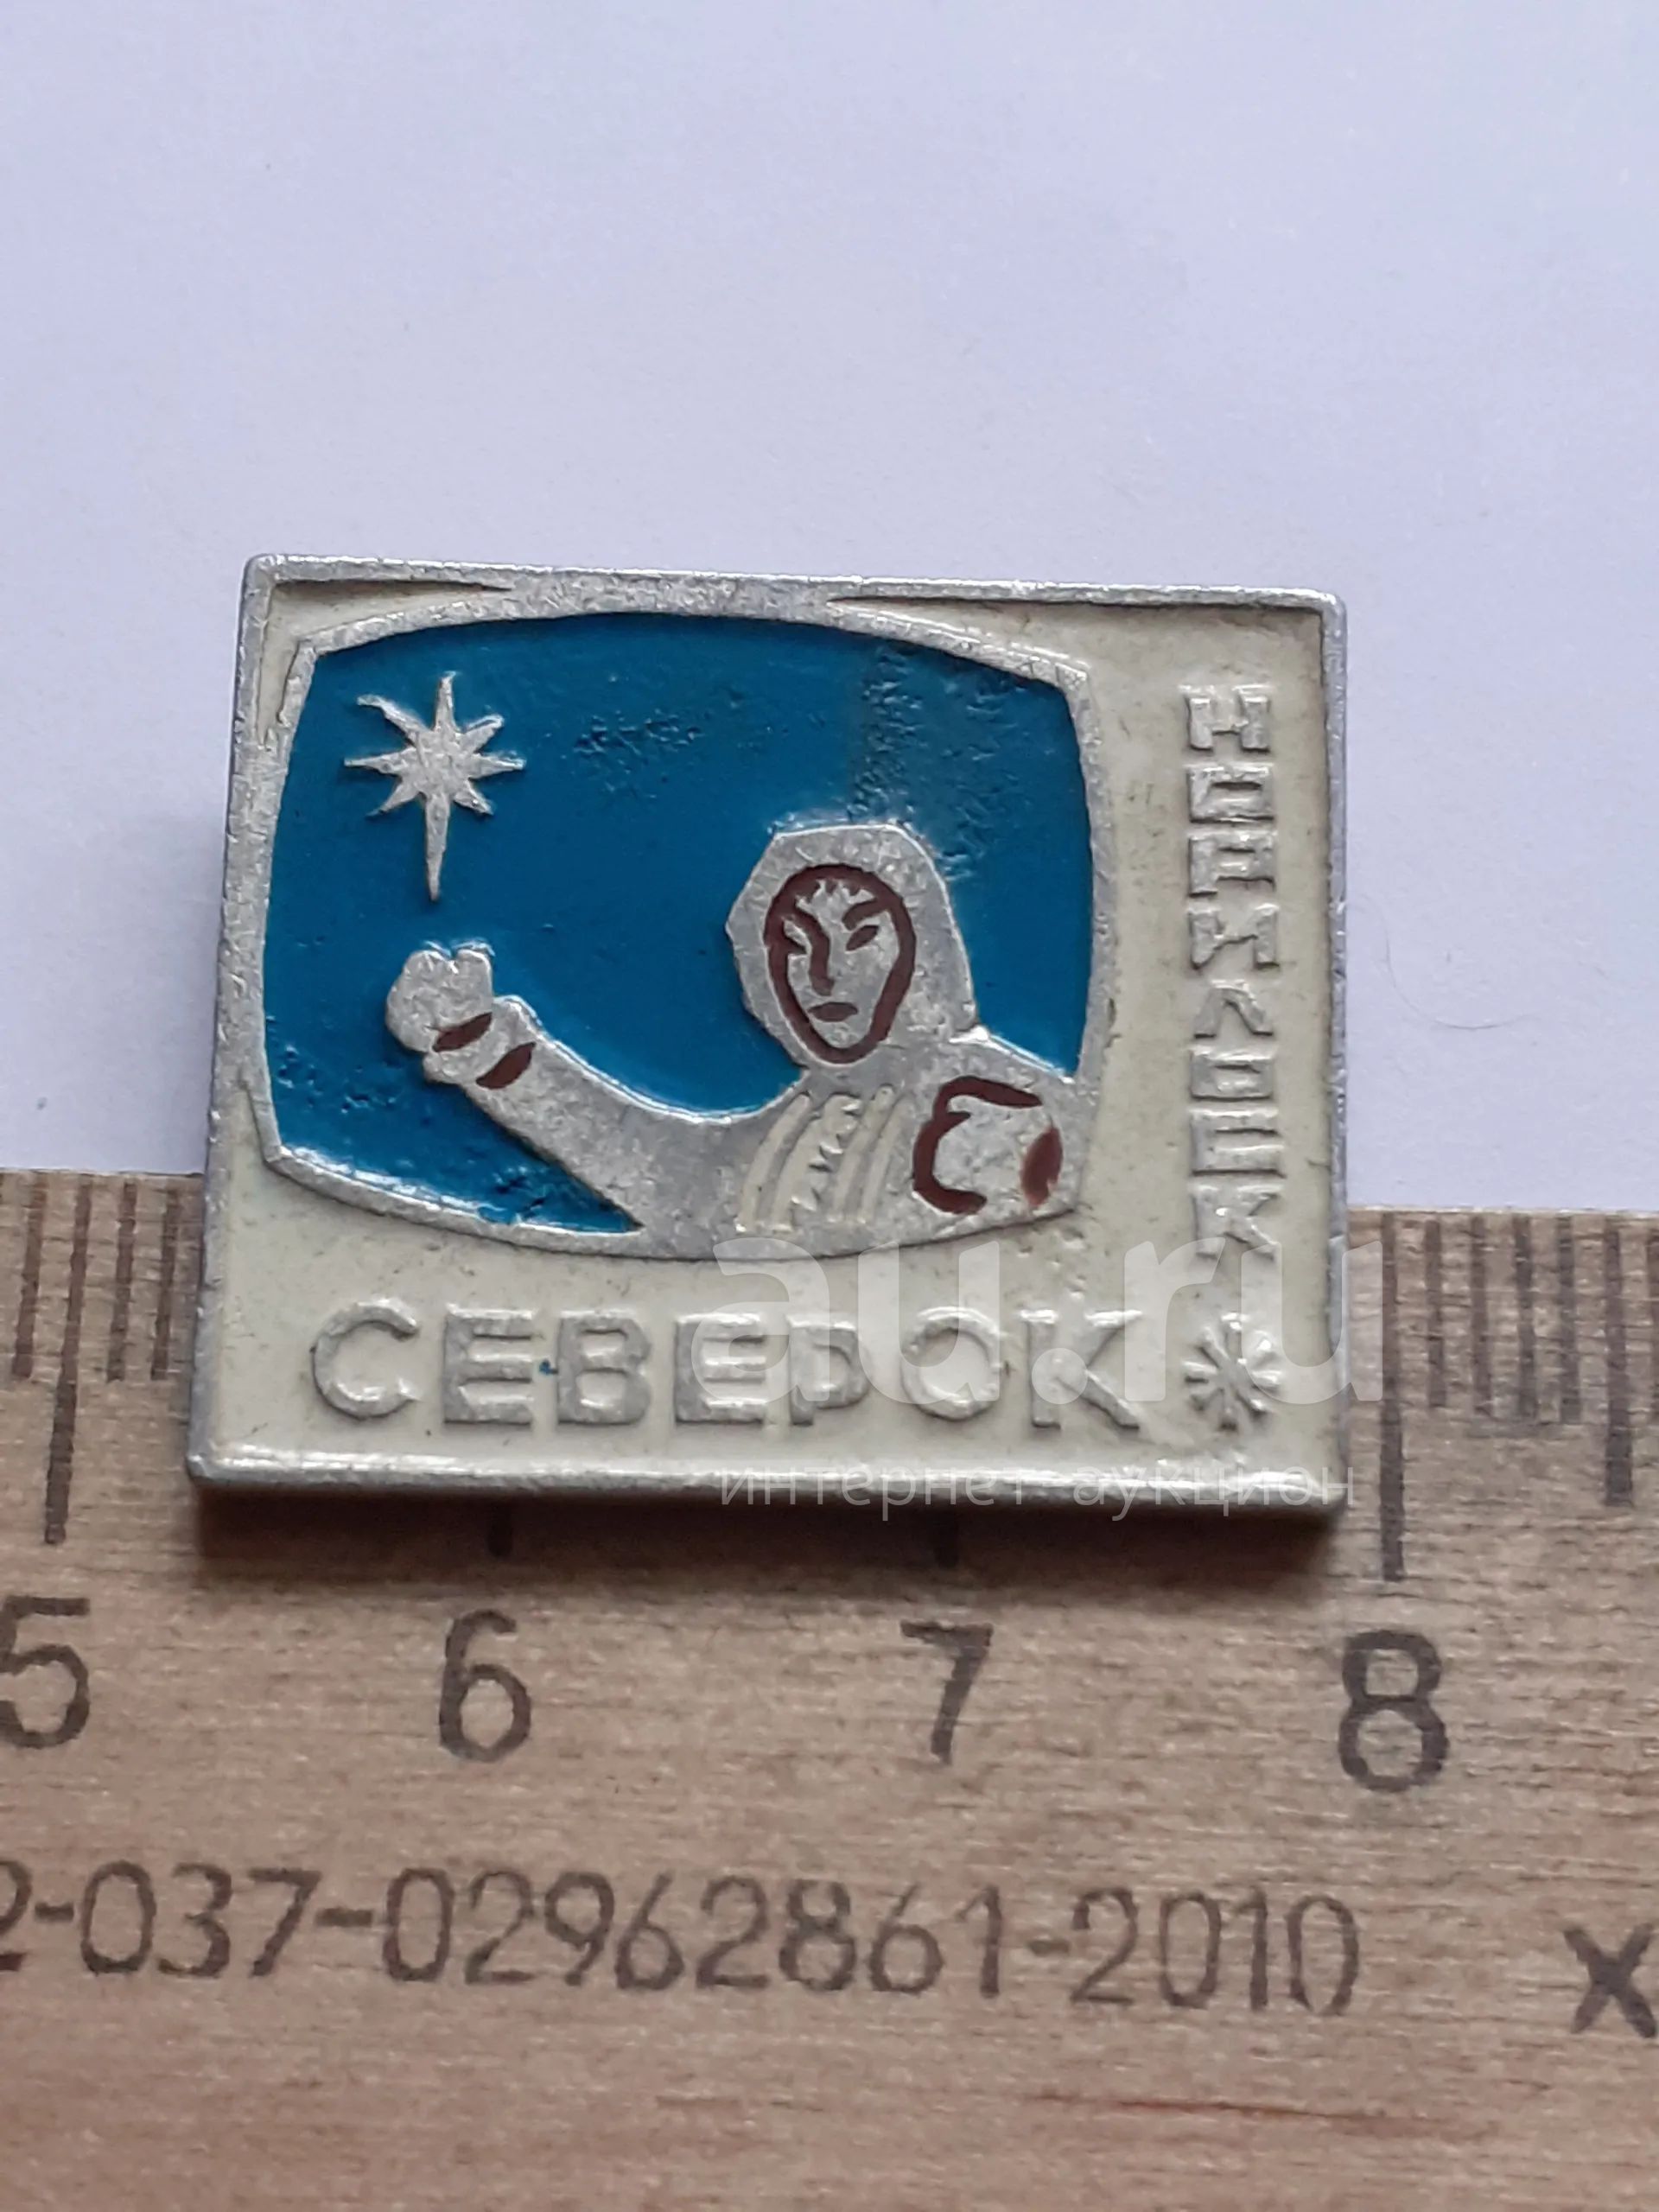 НОРИЛЬСК
СЕВЕРОК
au.ru
интернет аукцион
5 6 7 8
2-037-02962861-2010